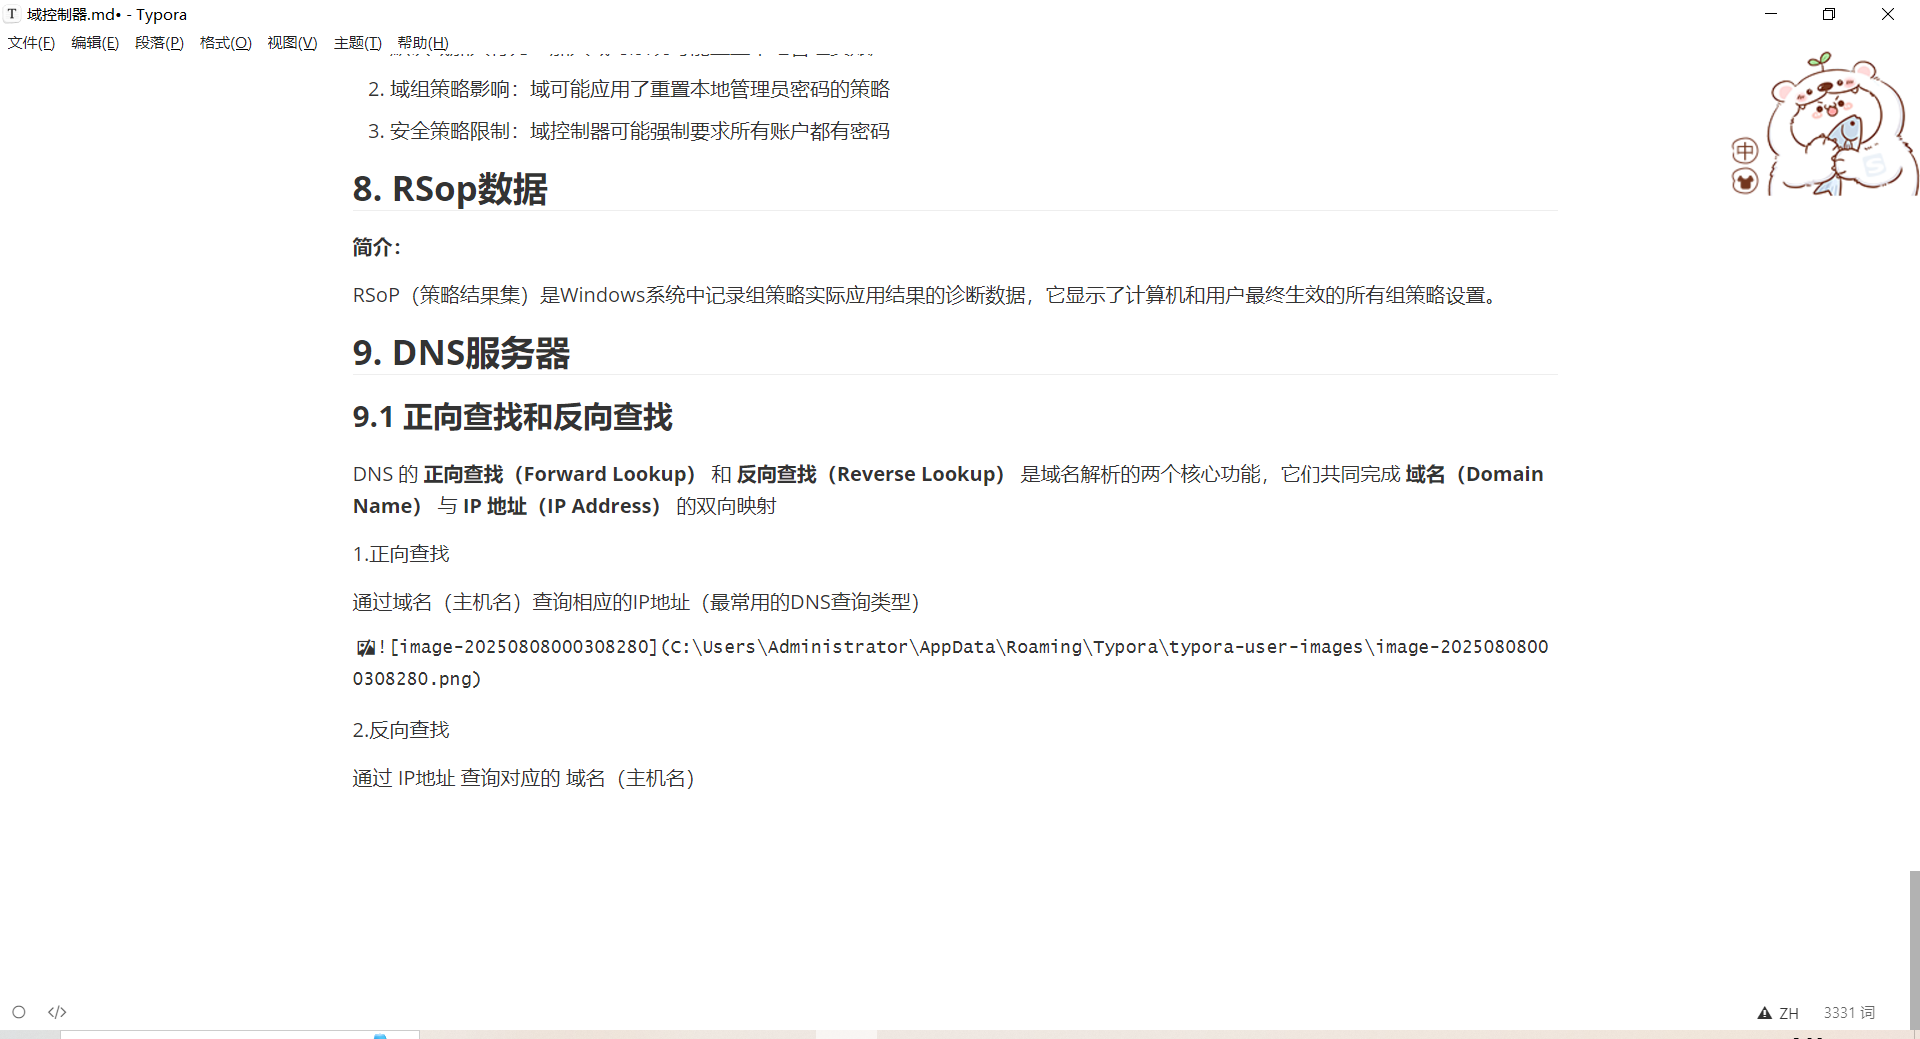 域控制器.md• - Typora
文件(F) 编辑(E) 段落(P) 格式(O) 视图(V) 主题(T) 帮助(H)
2. 域组策略影响：域可能应用了重置本地管理员密码的策略
3. 安全策略限制：域控制器可能强制要求所有账户都有密码
中
8. RSop数据
简介：
RSoP（策略结果集）是Windows系统中记录组策略实际应用结果的诊断数据，它显示了计算机和用户最终生效的所有组策略设置。
9. DNS服务器
9.1 正向查找和反向查找
DNS 的 正向查找（Forward Lookup） 和 反向查找（Reverse Lookup） 是域名解析的两个核心功能，它们共同完成 域名（Domain
Name） 与 IP 地址（IP Address） 的双向映射
1.正向查找
通过域名（主机名）查询相应的IP地址（最常用的DNS查询类型）
![image-20250808000308280](C:\Users\Administrator\AppData\Roaming\Typora\typora-user-images\image-2025080800
0308280.png)
2.反向查找
通过 IP地址 查询对应的 域名（主机名）
ZH 3331 词